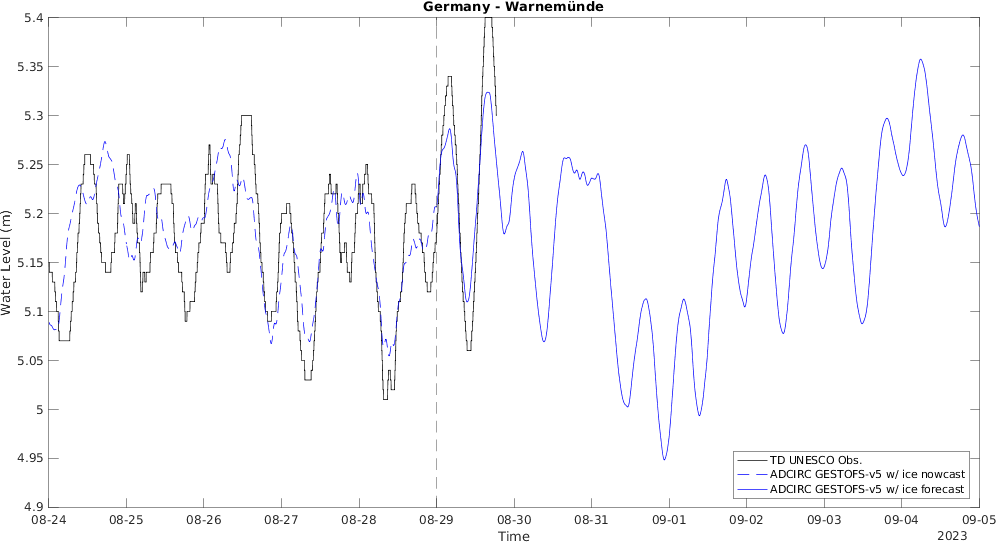 Germany - Warnemünde
5.4
5.35
5.3
5.25
5.2
5.15
5.1
5.05
5
4.95
4.9
Water Level (m)
TD UNESCO Obs.
ADCIRC GESTOFS-v5 w/ ice nowcast
ADCIRC GESTOFS-v5 w/ ice forecast
08-24 08-25 08-26 08-27 08-28 08-29 08-30 08-31 09-01 09-02 09-03 09-04 09-05
Time
2023